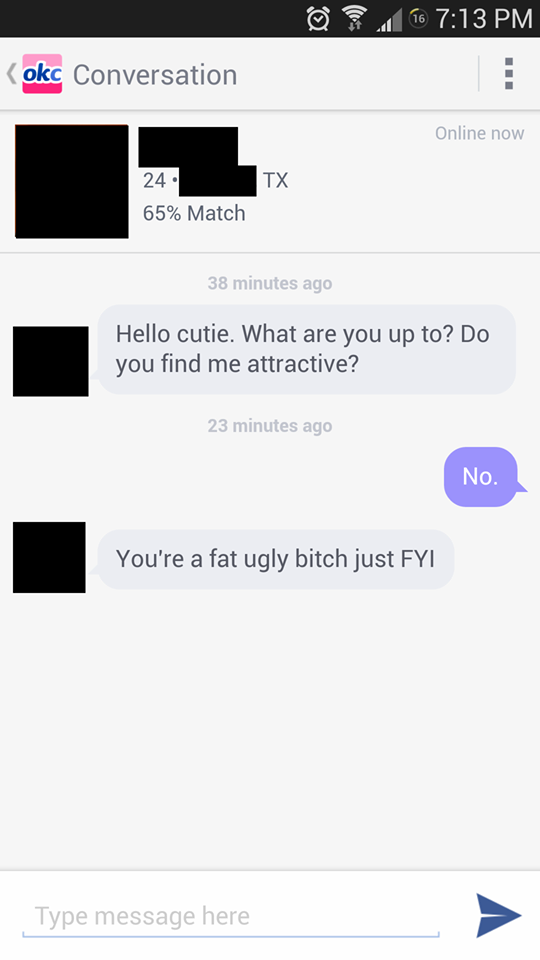 16 7:13 PM
okc Conversation
Online now
24 • TX
65% Match
38 minutes ago
Hello cutie. What are you up to? Do
you find me attractive?
23 minutes ago
No.
You're a fat ugly bitch just FYI
Type message here